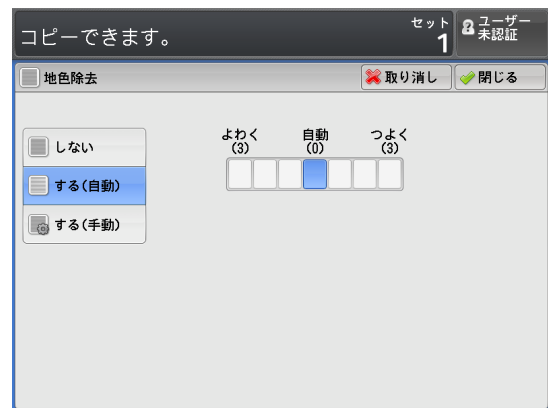 コピーできます。
セット
1
ユーザー
未認証
地色除去
取り消し
閉じる
しない
する(自動)
する(手動)
よわく
(3)
自動
(0)
つよく
(3)